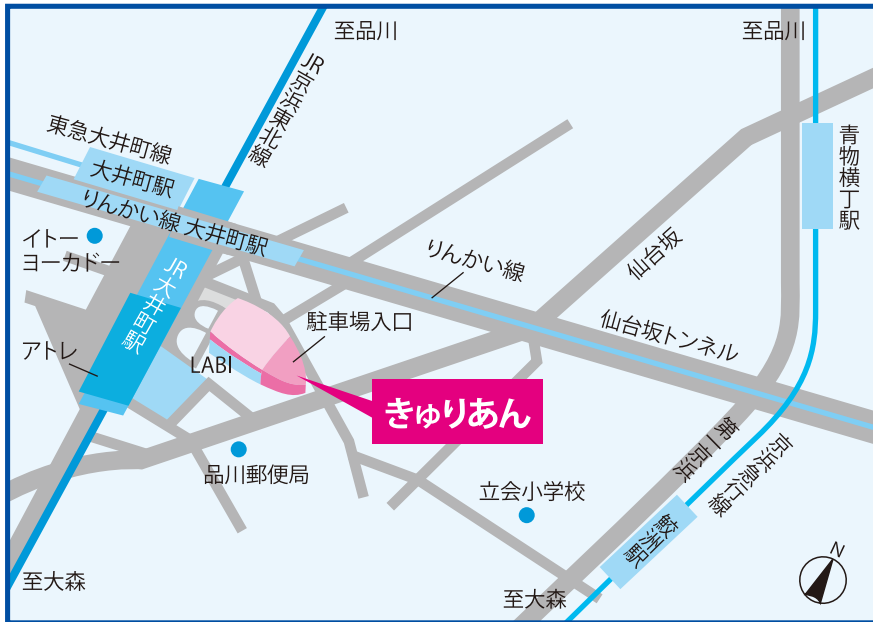 至品川
至品川
JR京浜東北線
東急大井町線
大井町駅
青物横丁駅
りんかい線 大井町駅
イトー
ヨーカドー
りんかい線
仙台坂
JR大井町駅
駐車場入口
仙台坂トンネル
アトレ
LABI
きゅりあん
第一京浜
京浜急行線
品川郵便局
立会小学校
鮫洲駅
N
至大森
至大森